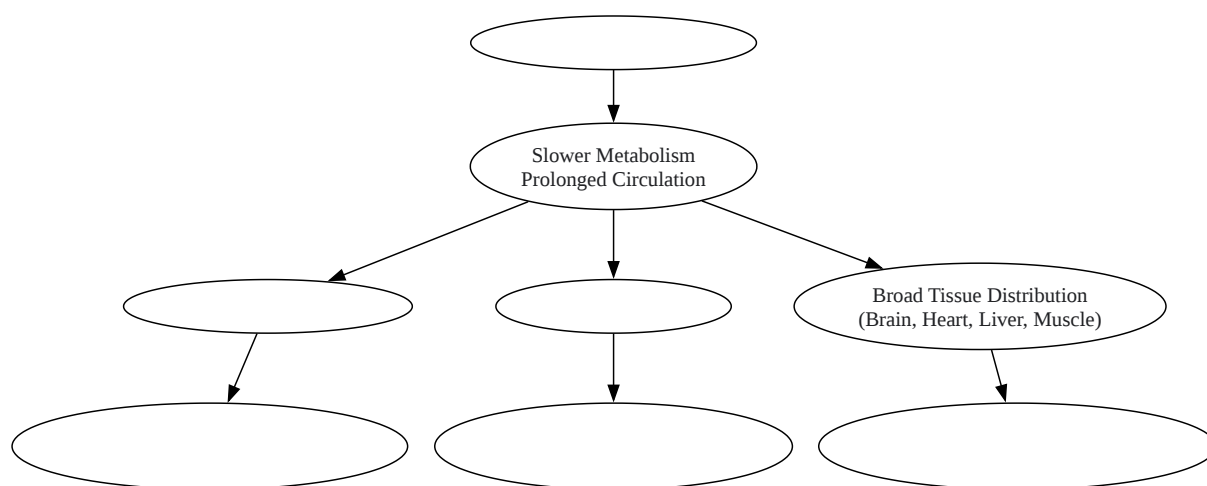 Slower Metabolism
Prolonged Circulation
Broad Tissue Distribution
(Brain, Heart, Liver, Muscle)